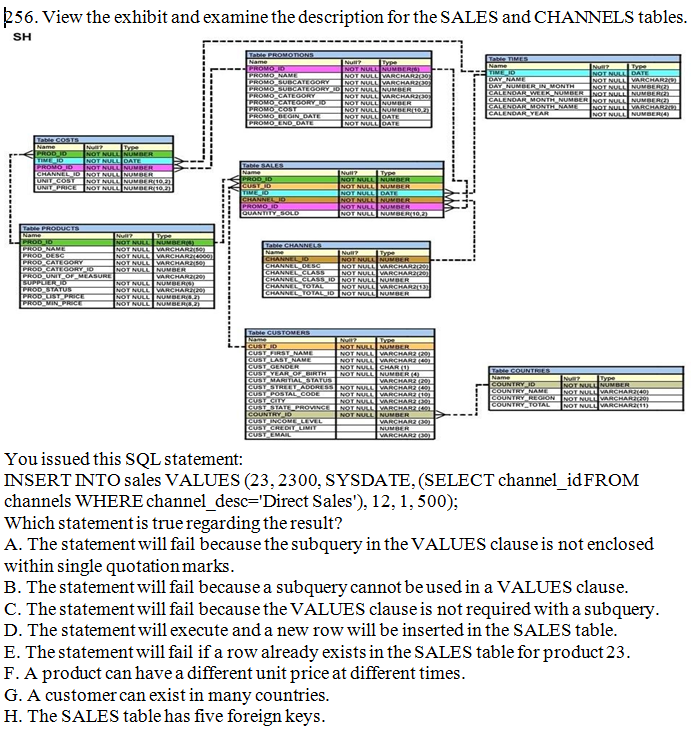 256. View the exhibit and examine the description for the SALES and CHANNELS tables.
SH
Table PROMOTIONS
Name Null? Type
PROMO_ID NOT NULL NUMBER(6)
PROMO_NAME NOT NULL VARCHAR2(30)
PROMO_SUBCATEGORY NOT NULL VARCHAR2(30)
PROMO_SUBCATEGORY_ID NOT NULL NUMBER
PROMO_CATEGORY NOT NULL VARCHAR2(30)
PROMO_CATEGORY_ID NOT NULL NUMBER
PROMO_COST NOT NULL NUMBER(10,2)
PROMO_BEGIN_DATE NOT NULL DATE
PROMO_END_DATE NOT NULL DATE
Table TIMES
Name Null? Type
TIME_ID NOT NULL DATE
DAY_NAME NOT NULL VARCHAR2(9)
DAY_NUMBER_IN_MONTH NOT NULL NUMBER(2)
CALENDAR_WEEK_NUMBER NOT NULL NUMBER(2)
CALENDAR_MONTH_NUMBER NOT NULL NUMBER(2)
CALENDAR_MONTH_NAME NOT NULL VARCHAR2(9)
CALENDAR_YEAR NOT NULL NUMBER(4)
Table COSTS
Name Null? Type
PROD_ID NOT NULL NUMBER
TIME_ID NOT NULL DATE
PROMO_ID NOT NULL NUMBER
CHANNEL_ID NOT NULL NUMBER
UNIT_COST NOT NULL NUMBER(10,2)
UNIT_PRICE NOT NULL NUMBER(10,2)
Table SALES
Name Null? Type
PROD_ID NOT NULL NUMBER
CUST_ID NOT NULL NUMBER
TIME_ID NOT NULL DATE
CHANNEL_ID NOT NULL NUMBER
PROMO_ID NOT NULL NUMBER
QUANTITY_SOLD NOT NULL NUMBER(10,2)
Table PRODUCTS
Name Null? Type
PROD_ID NOT NULL NUMBER(6)
PROD_NAME NOT NULL VARCHAR2(50)
PROD_DESC NOT NULL VARCHAR2(4000)
PROD_CATEGORY NOT NULL VARCHAR2(50)
PROD_CATEGORY_ID NOT NULL NUMBER
PROD_UNIT_OF_MEASURE VARCHAR2(20)
SUPPLIER_ID NOT NULL NUMBER(6)
PROD_STATUS NOT NULL VARCHAR2(20)
PROD_LIST_PRICE NOT NULL NUMBER(8,2)
PROD_MIN_PRICE NOT NULL NUMBER(8,2)
Table CHANNELS
Name Null? Type
CHANNEL_ID NOT NULL NUMBER
CHANNEL_DESC NOT NULL VARCHAR2(20)
CHANNEL_CLASS NOT NULL VARCHAR2(20)
CHANNEL_CLASS_ID NOT NULL NUMBER
CHANNEL_TOTAL NOT NULL VARCHAR2(13)
CHANNEL_TOTAL_ID NOT NULL NUMBER
Table CUSTOMERS
Name Null? Type
CUST_ID NOT NULL NUMBER
CUST_FIRST_NAME NOT NULL VARCHAR2 (20)
CUST_LAST_NAME NOT NULL VARCHAR2 (40)
CUST_GENDER NOT NULL CHAR (1)
CUST_YEAR_OF_BIRTH NOT NULL NUMBER (4)
CUST_MARITIAL_STATUS VARCHAR2 (20)
CUST_STREET_ADDRESS NOT NULL VARCHAR2 (40)
CUST_POSTAL_CODE NOT NULL VARCHAR2 (10)
CUST_CITY NOT NULL VARCHAR2 (30)
CUST_STATE_PROVINCE NOT NULL VARCHAR2 (40)
COUNTRY_ID NOT NULL NUMBER
CUST_INCOME_LEVEL VARCHAR2 (30)
CUST_CREDIT_LIMIT NUMBER
CUST_EMAIL VARCHAR2 (30)
Table COUNTRIES
Name Null? Type
COUNTRY_ID NOT NULL NUMBER
COUNTRY_NAME NOT NULL VARCHAR2(40)
COUNTRY_REGION NOT NULL VARCHAR2(20)
COUNTRY_TOTAL NOT NULL VARCHAR2(11)
You issued this SQL statement:
INSERT INTO sales VALUES (23, 2300, SYSDATE, (SELECT channel_id FROM
channels WHERE channel_desc='Direct Sales'), 12, 1, 500);
Which statement is true regarding the result?
A. The statement will fail because the subquery in the VALUES clause is not enclosed
within single quotation marks.
B. The statement will fail because a subquery cannot be used in a VALUES clause.
C. The statement will fail because the VALUES clause is not required with a subquery.
D. The statement will execute and a new row will be inserted in the SALES table.
E. The statement will fail if a row already exists in the SALES table for product 23.
F. A product can have a different unit price at different times.
G. A customer can exist in many countries.
H. The SALES table has five foreign keys.